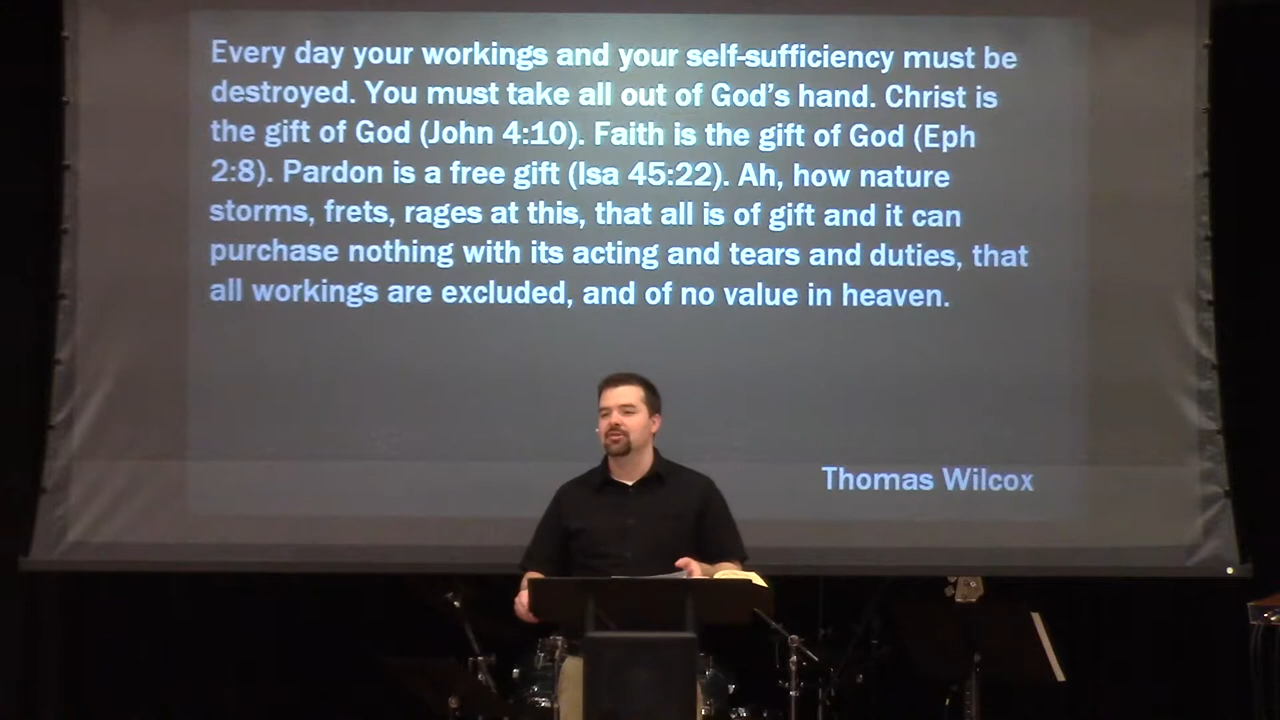 Every day your workings and your self-sufficiency must be
destroyed. You must take all out of God's hand. Christ is
the gift of God (John 4:10). Faith is the gift of God (Eph
2:8). Pardon is a free gift (Isa 45:22). Ah, how nature
storms, frets, rages at this, that all is of gift and it can
purchase nothing with its acting and tears and duties, that
all workings are excluded, and of no value in heaven.
Thomas Wilcox